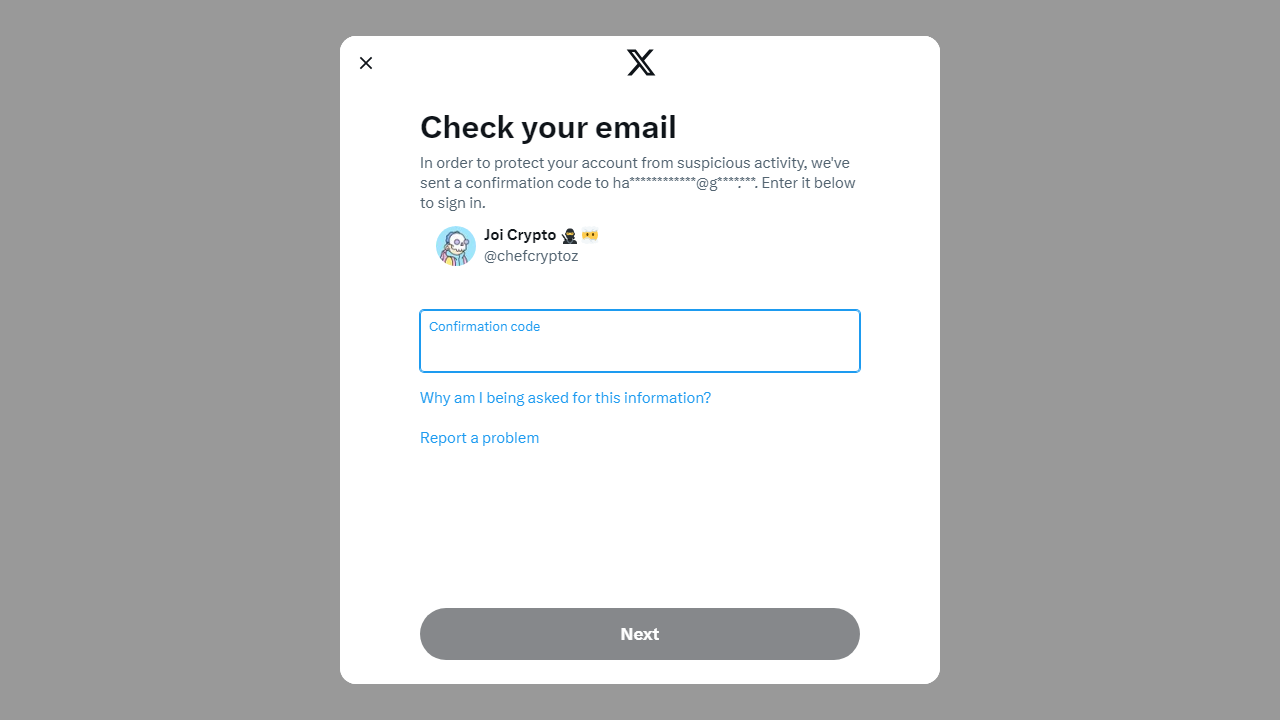 Check your email
In order to protect your account from suspicious activity, we've
sent a confirmation code to ha************@g****.***. Enter it below
to sign in.
Joi Crypto 🥷 🐝
@chefcryptoz
Confirmation code
Why am I being asked for this information?
Report a problem
Next